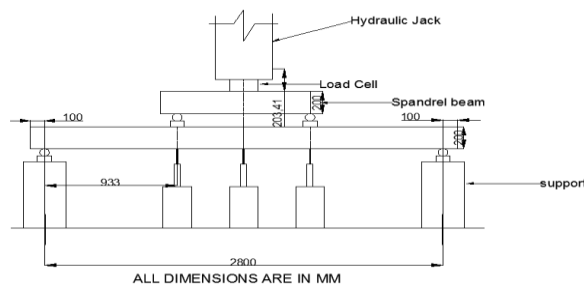 Hydraulic Jack
Load Cell
200
Spandrel beam
203,41
100
100
200
933
support
2800
ALL DIMENSIONS ARE IN MM